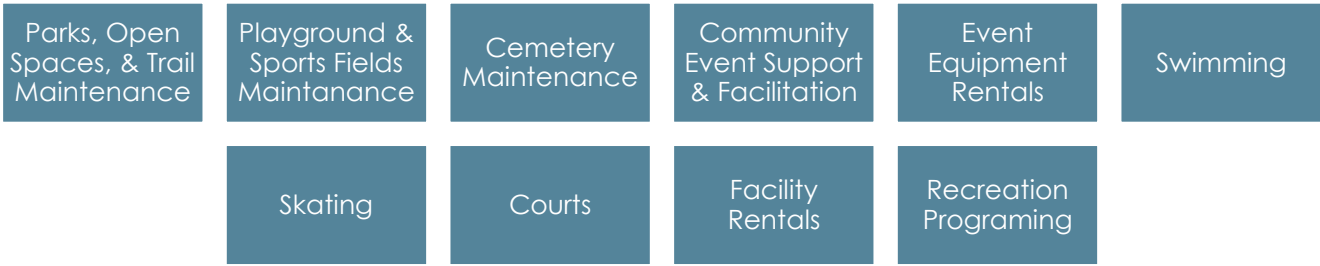 Parks, Open
Spaces, & Trail
Maintenance
Playground &
Sports Fields
Maintanance
Cemetery
Maintenance
Community
Event Support
& Facilitation
Event
Equipment
Rentals
Swimming
Skating
Courts
Facility
Rentals
Recreation
Programing